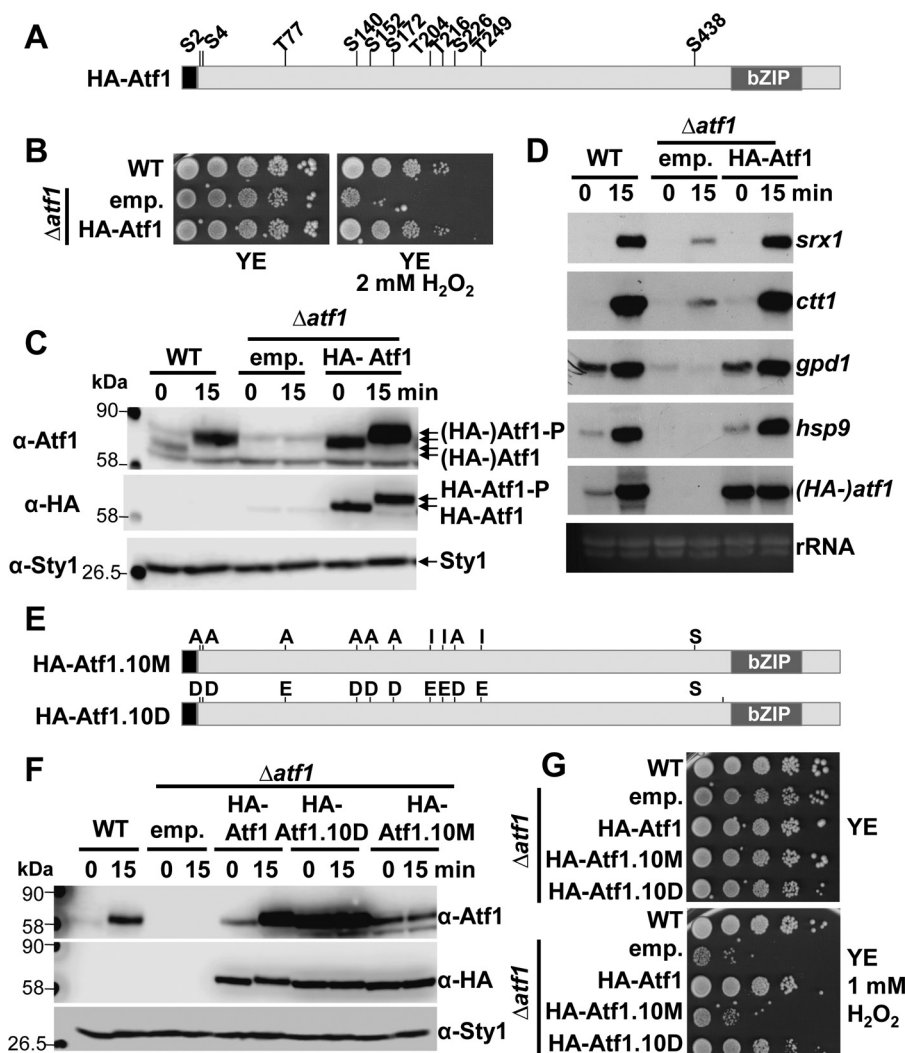 A
S2 S4 T77 S140 S152 S172 T204 T216 S226 T249 S438
HA-Atf1
bZIP
B
WT
Δatf1
emp.
HA-Atf1
YE
YE
2 mM H₂O₂
C
Δatf1
WT emp. HA- Atf1
kDa
0 15 0 15 0 15 min
90
58
α-Atf1
(HA-)Atf1-P
(HA-)Atf1
α-HA
58
HA-Atf1-P
HA-Atf1
α-Sty1
26.5
Sty1
D
Δatf1
WT emp. HA-Atf1
0 15 0 15 0 15 min
srx1
ctt1
gpd1
hsp9
(HA-)atf1
rRNA
E
A A A A A A I I A I S
HA-Atf1.10M
bZIP
D D E D D D E E D E S
HA-Atf1.10D
bZIP
F
Δatf1
WT emp. HA-Atf1 HA-Atf1.10D HA-Atf1.10M
kDa
0 15 0 15 0 15 0 15 0 15 min
90
58
α-Atf1
90
58
α-HA
26.5
α-Sty1
G
WT
Δatf1
emp.
HA-Atf1
HA-Atf1.10M
HA-Atf1.10D
YE
WT
Δatf1
emp.
HA-Atf1
HA-Atf1.10M
HA-Atf1.10D
YE
1 mM
H₂O₂